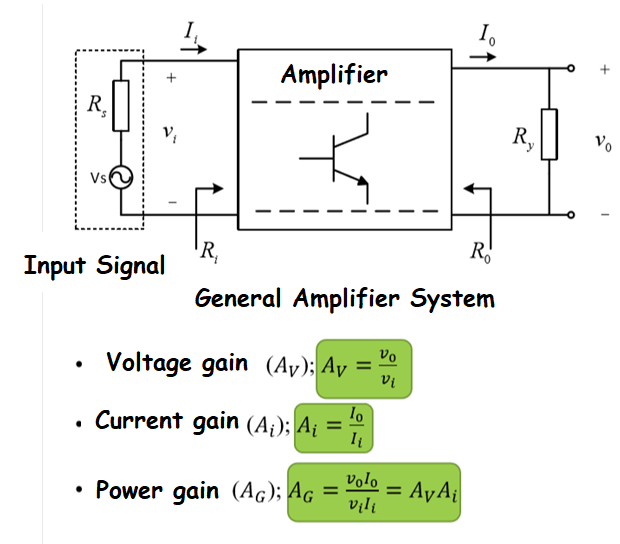 I_i
I_0
Amplifier
+
+
R_s
v_i
R_y
v_0
Vs
−
−
R_i
R_0
Input Signal
General Amplifier System
• Voltage gain (A_V); A_V = v_0/v_i
• Current gain (A_i); A_i = I_0/I_i
• Power gain (A_G); A_G = v_0I_0/v_iI_i = A_VA_i